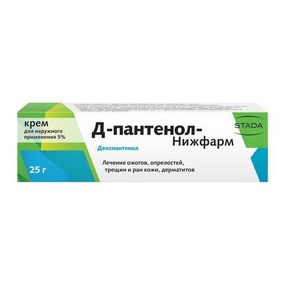 крем
для наружного
применения 5%
25 г
Д-пантенол-
Нижфарм
Декспантенол
Лечение ожогов, опрелостей,
трещин и ран кожи, дерматитов
STADA